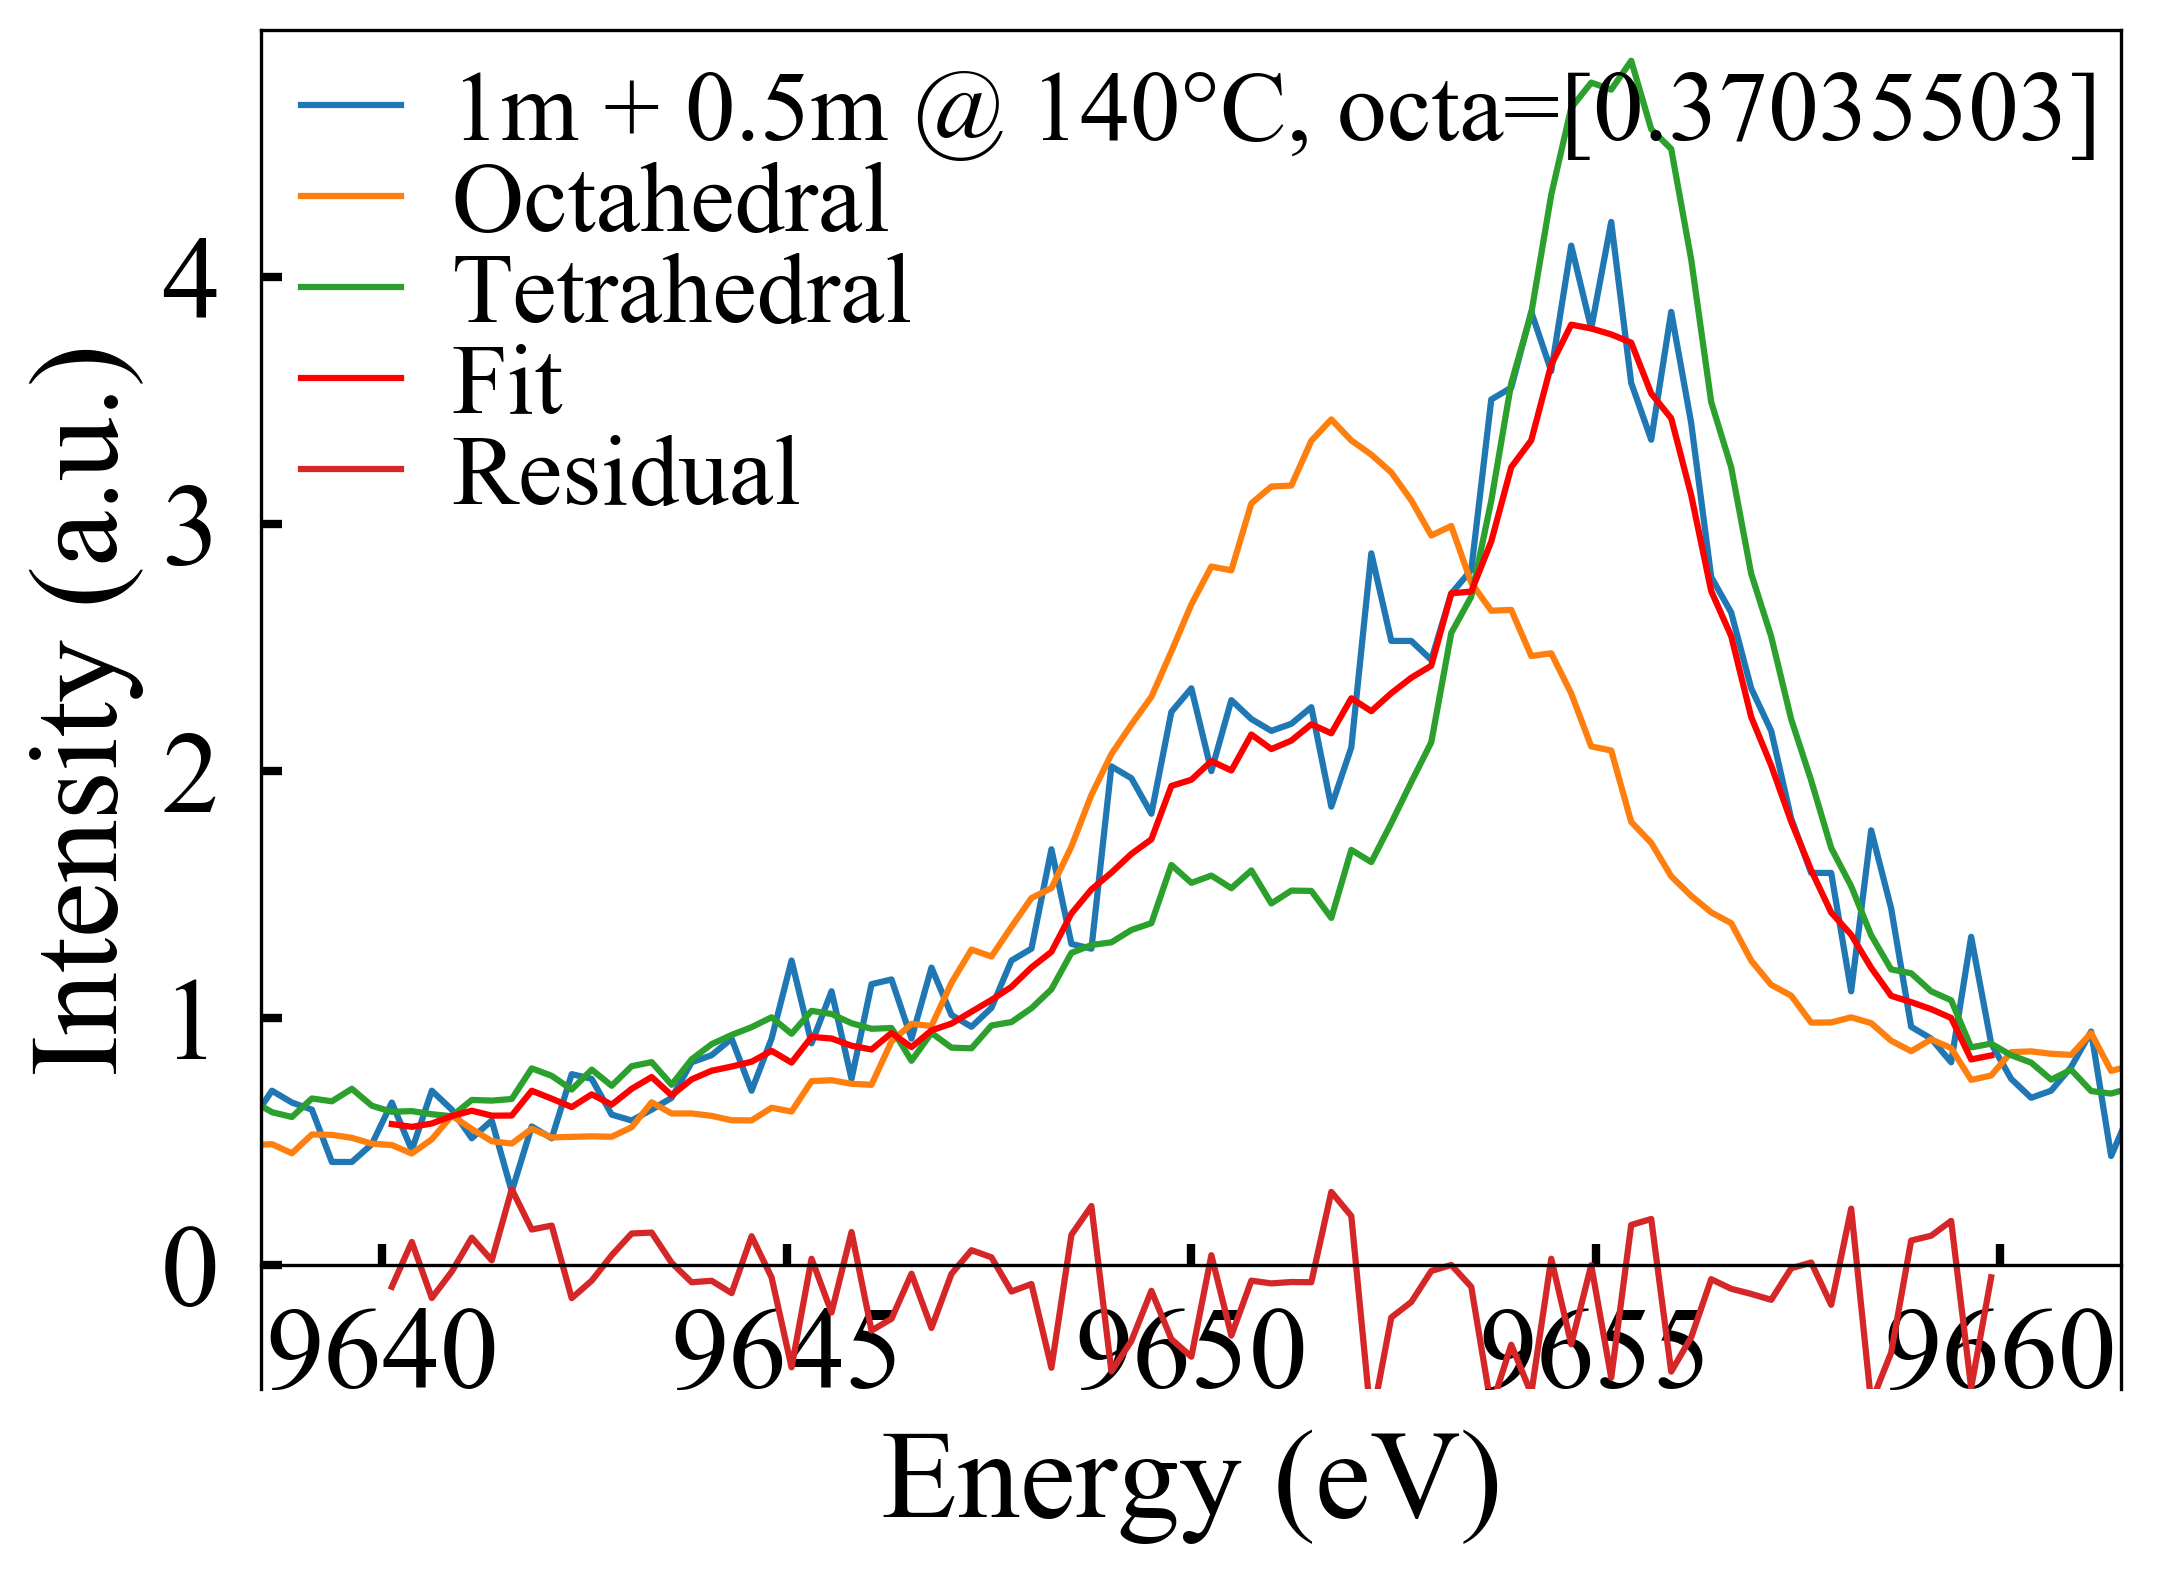 1m + 0.5m @ 140°C, octa=[0.37035503]
Octahedral
Tetrahedral
Fit
Residual
4
3
2
1
0
Intensity (a.u.)
9640 9645 9650 9655 9660
Energy (eV)